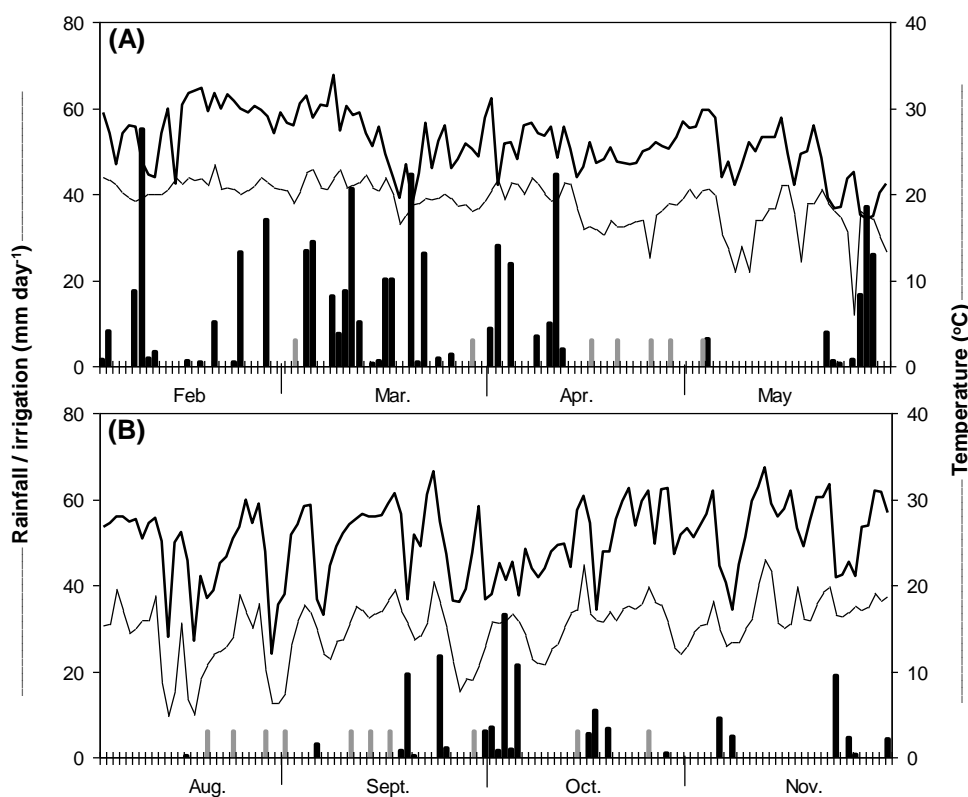 (A)
80
60
40
20
0
40
30
20
10
0
Feb
Mar.
Apr.
May
(B)
80
60
40
20
0
40
30
20
10
0
Aug.
Sept.
Oct.
Nov.
Rainfall / irrigation (mm day⁻¹)
Temperature (ºC)